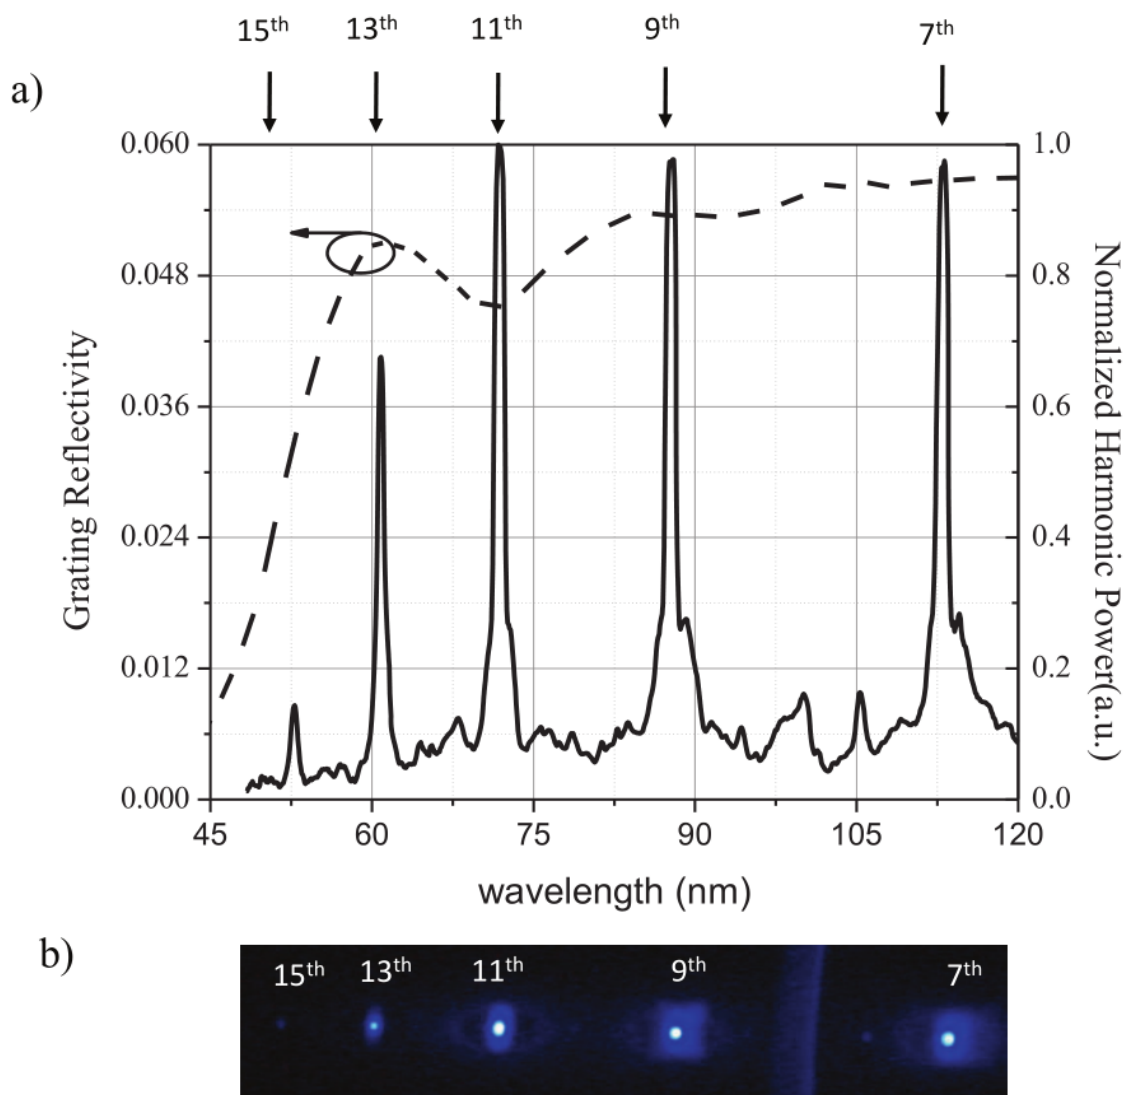 15th 13th 11th 9th 7th
a)
0.060 1.0
0.048 0.8
0.036 0.6
0.024 0.4
0.012 0.2
0.000 0.0
Grating Reflectivity
Normalized Harmonic Power(a.u.)
45 60 75 90 105 120
wavelength (nm)
b)
15th 13th 11th 9th 7th